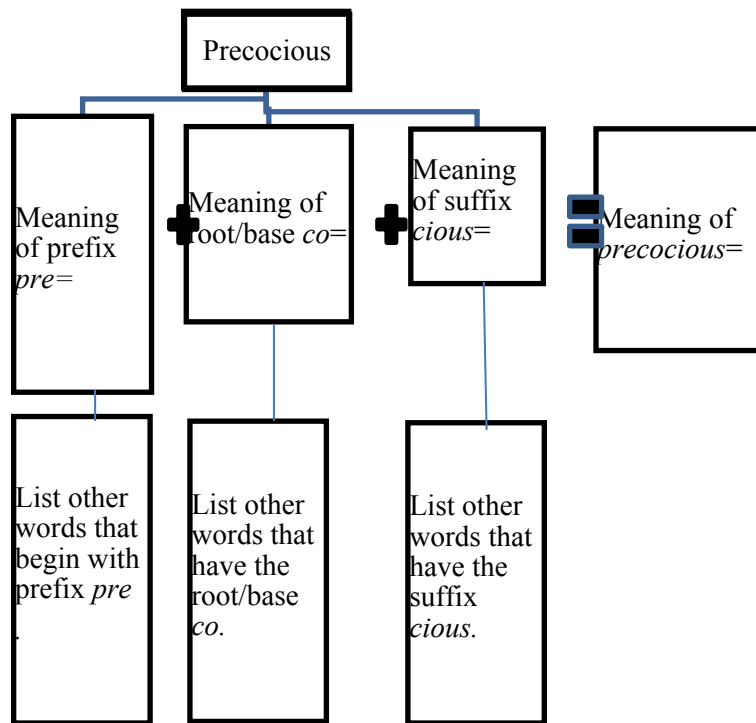 Precocious
Meaning
of prefix
pre=
Meaning of
root/base co=
Meaning
of suffix
cious=
Meaning of
precocious=
List other
words that
begin with
prefix pre
.
List other
words that
have the
root/base
co.
List other
words that
have the
suffix
cious.